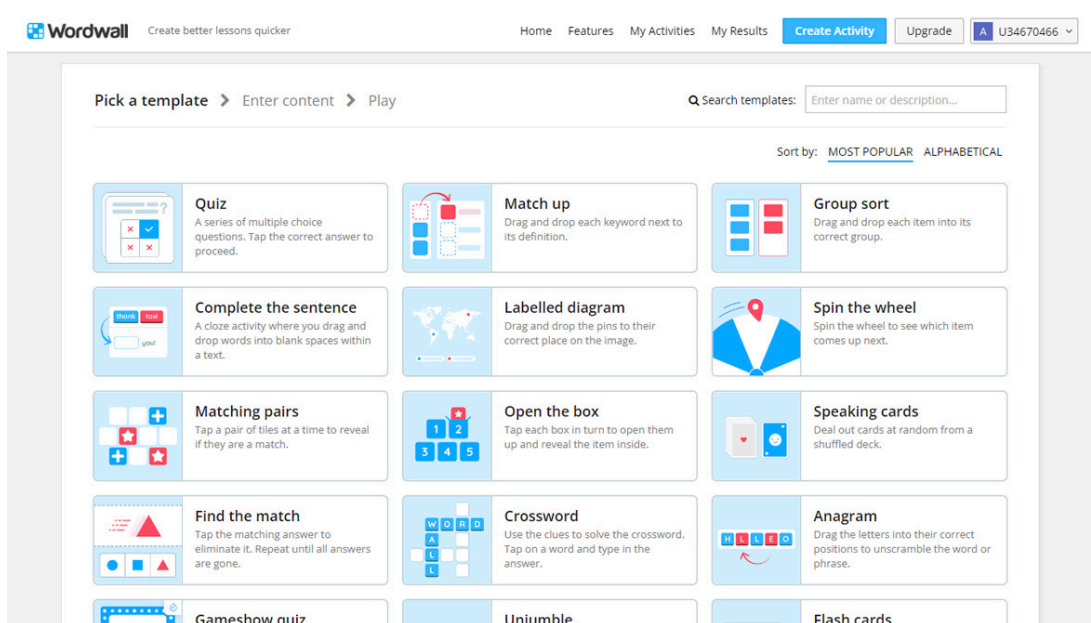 Wordwall Create better lessons quicker Home Features My Activities My Results Create Activity Upgrade A U34670466
Pick a template Enter content Play Search templates: Enter name or description...
Sort by: MOST POPULAR ALPHABETICAL
?
Quiz
A series of multiple choice
questions. Tap the correct answer to
proceed.
Match up
Drag and drop each keyword next to
its definition.
Group sort
Drag and drop each item into its
correct group.
thank taxi
you!
Complete the sentence
A cloze activity where you drag and
drop words into blank spaces within
a text.
Labelled diagram
Drag and drop the pins to their
correct place on the image.
Spin the wheel
Spin the wheel to see which item
comes up next.
Matching pairs
Tap a pair of tiles at a time to reveal
if they are a match.
1 2
3 4 5
Open the box
Tap each box in turn to open them
up and reveal the item inside.
Speaking cards
Deal out cards at random from a
shuffled deck.
Find the match
Tap the matching answer to
eliminate it. Repeat until all answers
are gone.
W O R D
A
L
L
Crossword
Use the clues to solve the crossword.
Tap on a word and type in the
answer.
H L L E O
Anagram
Drag the letters into their correct
positions to unscramble the word or
phrase.
Gameshow quiz
Unjumble
Flash cards